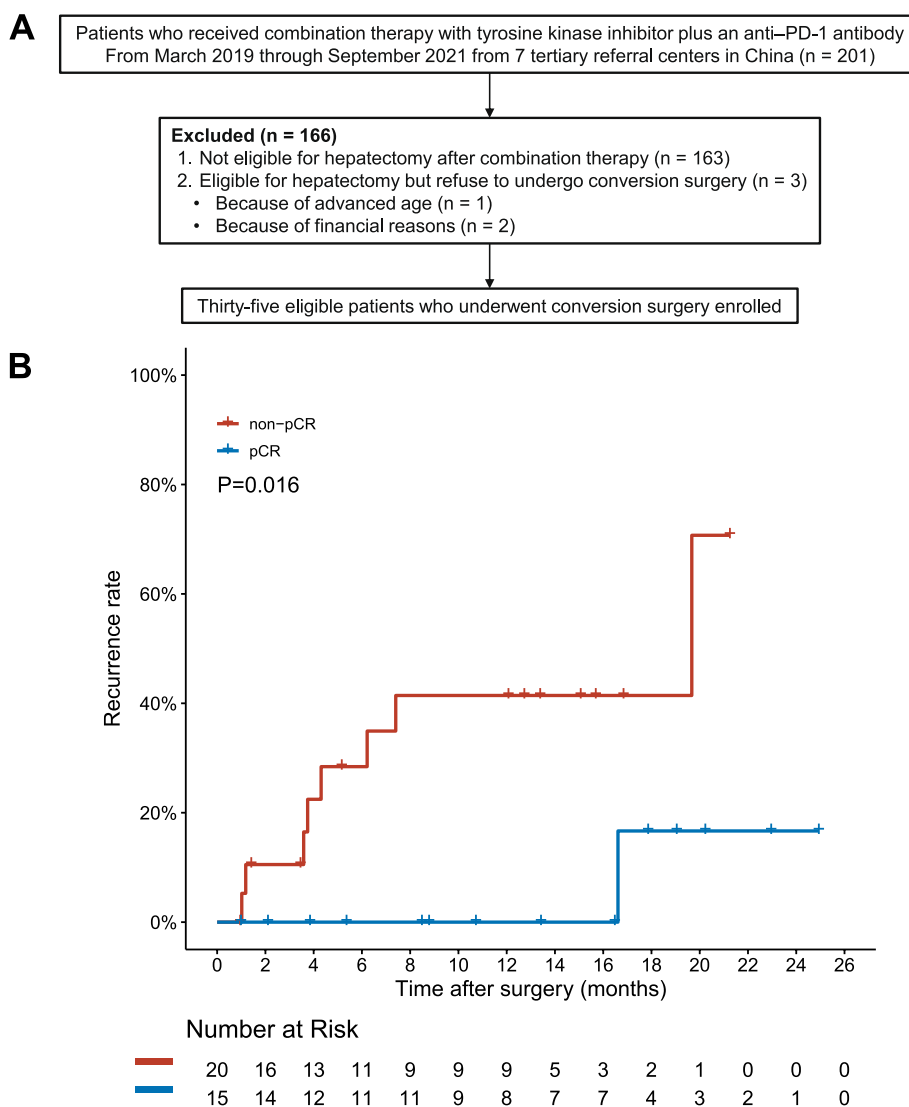 A
Patients who received combination therapy with tyrosine kinase inhibitor plus an anti–PD-1 antibody
From March 2019 through September 2021 from 7 tertiary referral centers in China (n = 201)
Excluded (n = 166)
1. Not eligible for hepatectomy after combination therapy (n = 163)
2. Eligible for hepatectomy but refuse to undergo conversion surgery (n = 3)
• Because of advanced age (n = 1)
• Because of financial reasons (n = 2)
Thirty-five eligible patients who underwent conversion surgery enrolled
B
100%
80%
60%
40%
20%
0%
Recurrence rate
non−pCR
pCR
P=0.016
0 2 4 6 8 10 12 14 16 18 20 22 24 26
Time after surgery (months)
Number at Risk
20 16 13 11 9 9 9 5 3 2 1 0 0 0
15 14 12 11 11 9 8 7 7 4 3 2 1 0